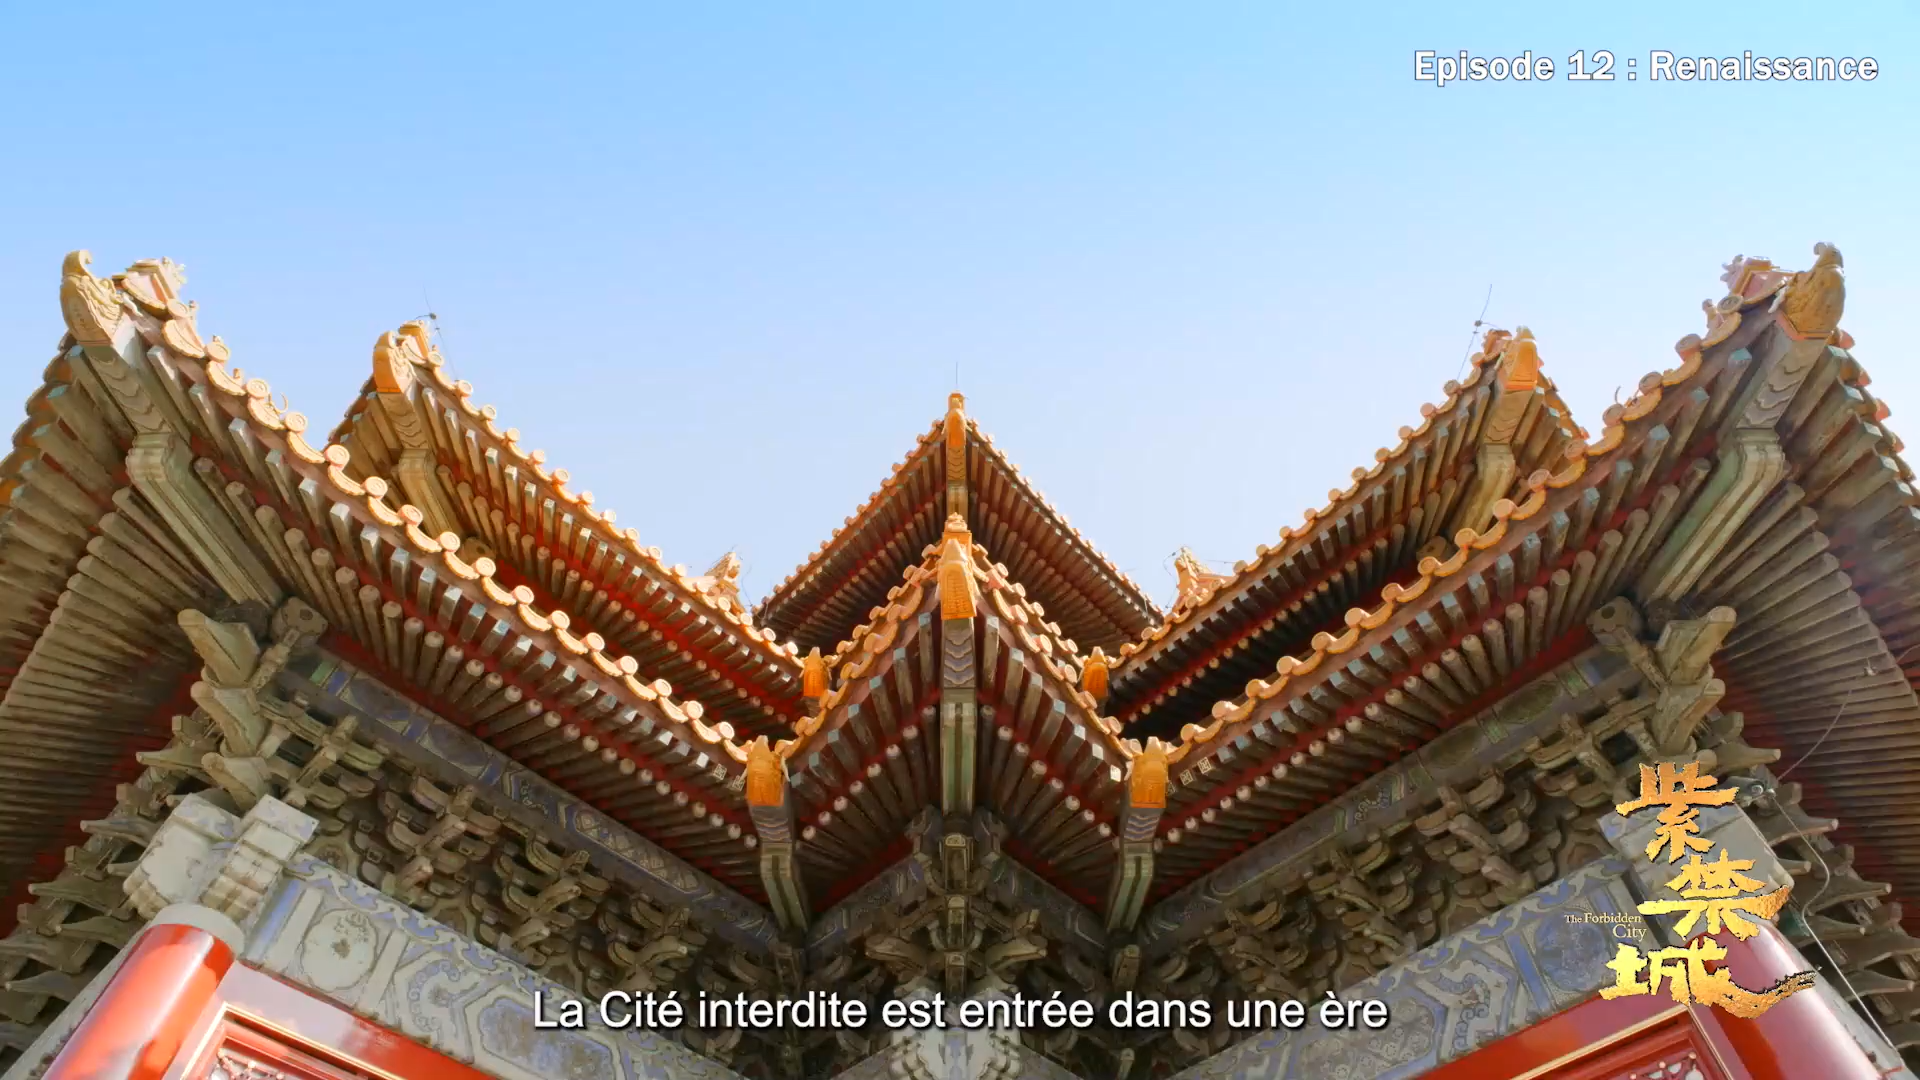 Episode 12 : Renaissance
紫禁城
The Forbidden
City
La Cité interdite est entrée dans une ère